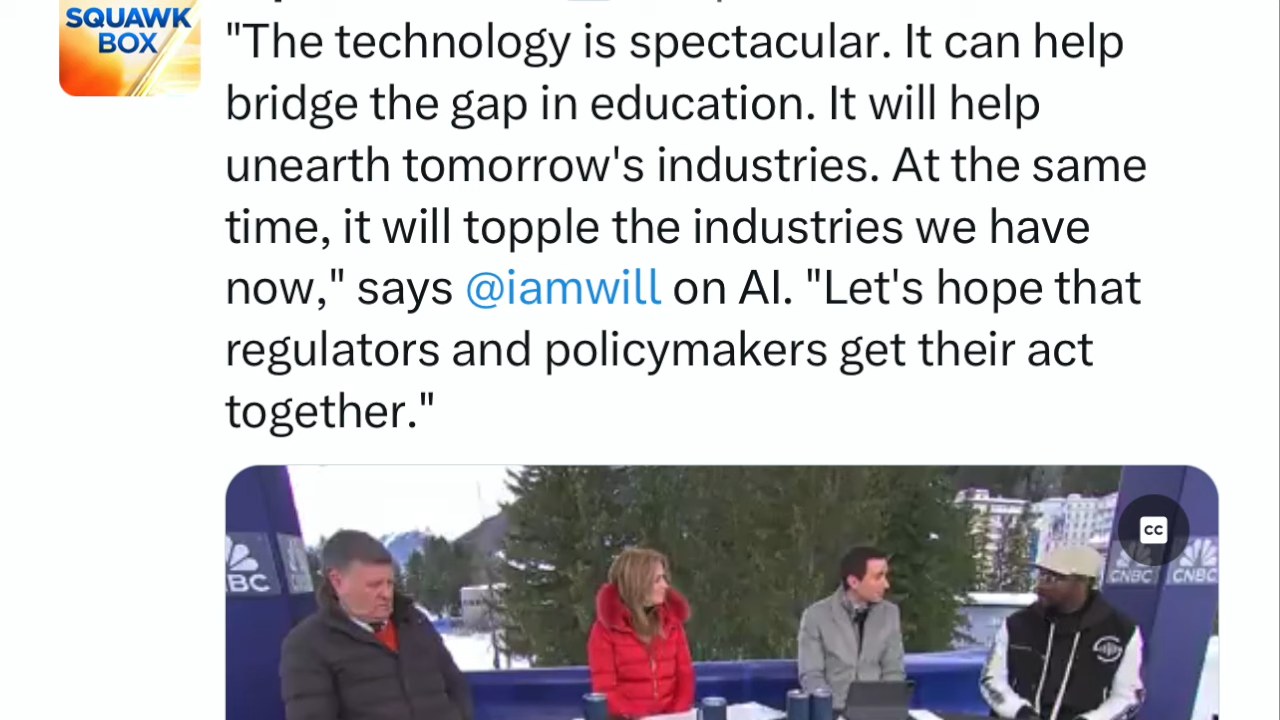 SQUAWK
BOX
"The technology is spectacular. It can help
bridge the gap in education. It will help
unearth tomorrow's industries. At the same
time, it will topple the industries we have
now," says @iamwill on AI. "Let's hope that
regulators and policymakers get their act
together."
CC
BC
CNBC
CNBC